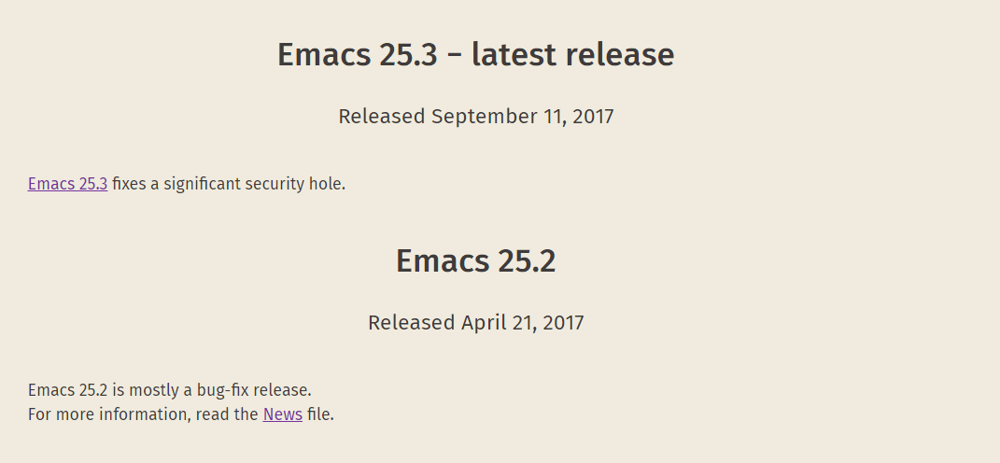 Emacs 25.3 – latest release
Released September 11, 2017
Emacs 25.3 fixes a significant security hole.
Emacs 25.2
Released April 21, 2017
Emacs 25.2 is mostly a bug-fix release.
For more information, read the News file.